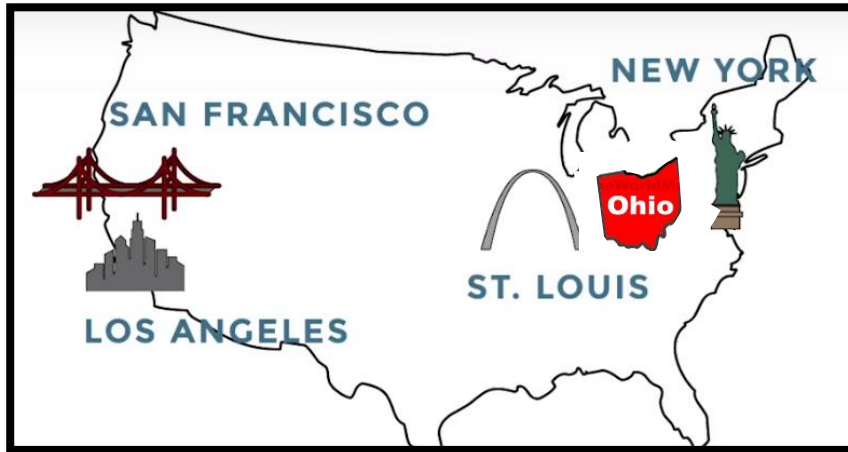 NEW YORK
SAN FRANCISCO
Ohio
ST. LOUIS
LOS ANGELES